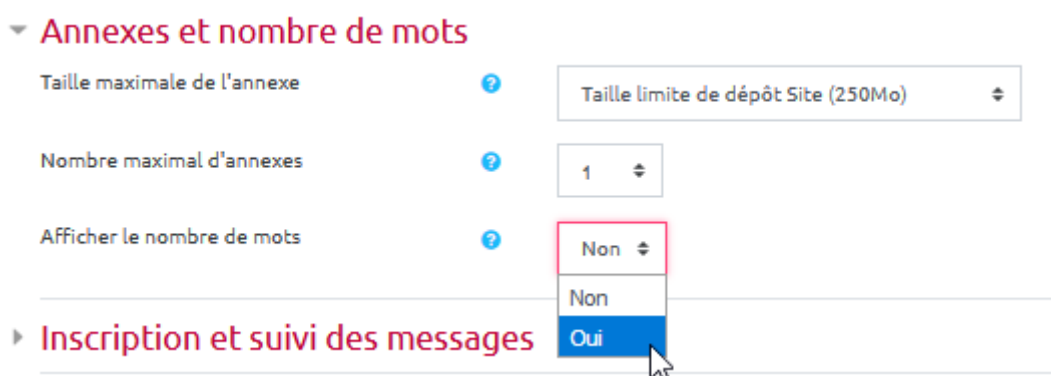 Annexes et nombre de mots
Taille maximale de l'annexe
Taille limite de dépôt Site (250Mo)
Nombre maximal d'annexes
1
Afficher le nombre de mots
Non
Non
Oui
Inscription et suivi des messages